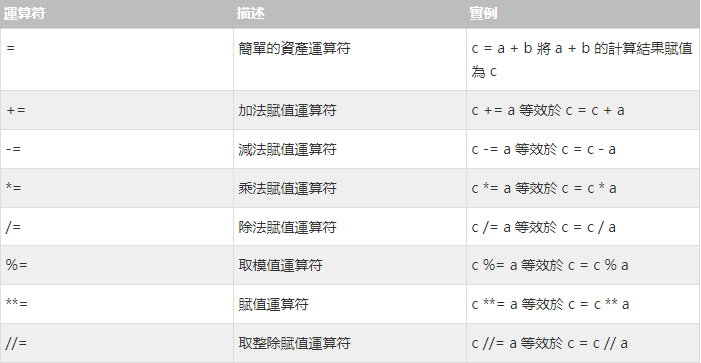 運算符 描述 實例
= 簡單的資產運算符 c = a + b 將 a + b 的計算結果賦值
為 c
+= 加法賦值運算符 c += a 等效於 c = c + a
-= 減法賦值運算符 c -= a 等效於 c = c - a
*= 乘法賦值運算符 c *= a 等效於 c = c * a
/= 除法賦值運算符 c /= a 等效於 c = c / a
%= 取模值運算符 c %= a 等效於 c = c % a
**= 賦值運算符 c **= a 等效於 c = c ** a
//= 取整除賦值運算符 c //= a 等效於 c = c // a